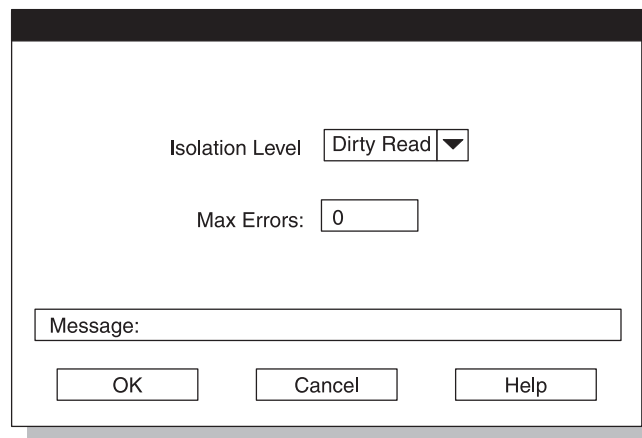 Isolation Level Dirty Read
Max Errors: 0
Message:
OK Cancel Help